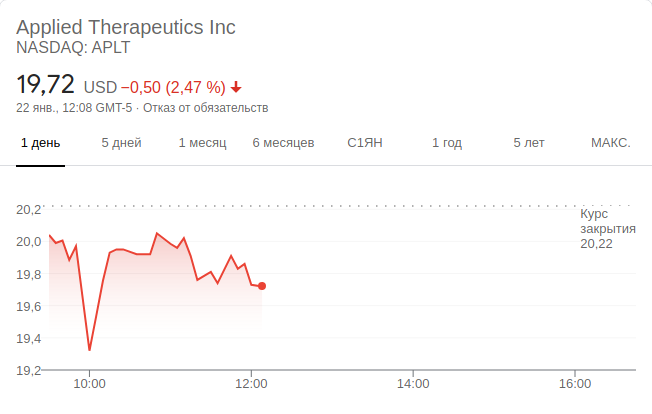 Applied Therapeutics Inc
NASDAQ: APLT
19,72 USD −0,50 (2,47 %)
22 янв., 12:08 GMT-5 · Отказ от обязательств
1 день 5 дней 1 месяц 6 месяцев С1ЯН 1 год 5 лет МАКС.
20,2
Курс
закрытия
20,22
20,0
19,8
19,6
19,4
19,2
10:00 12:00 14:00 16:00